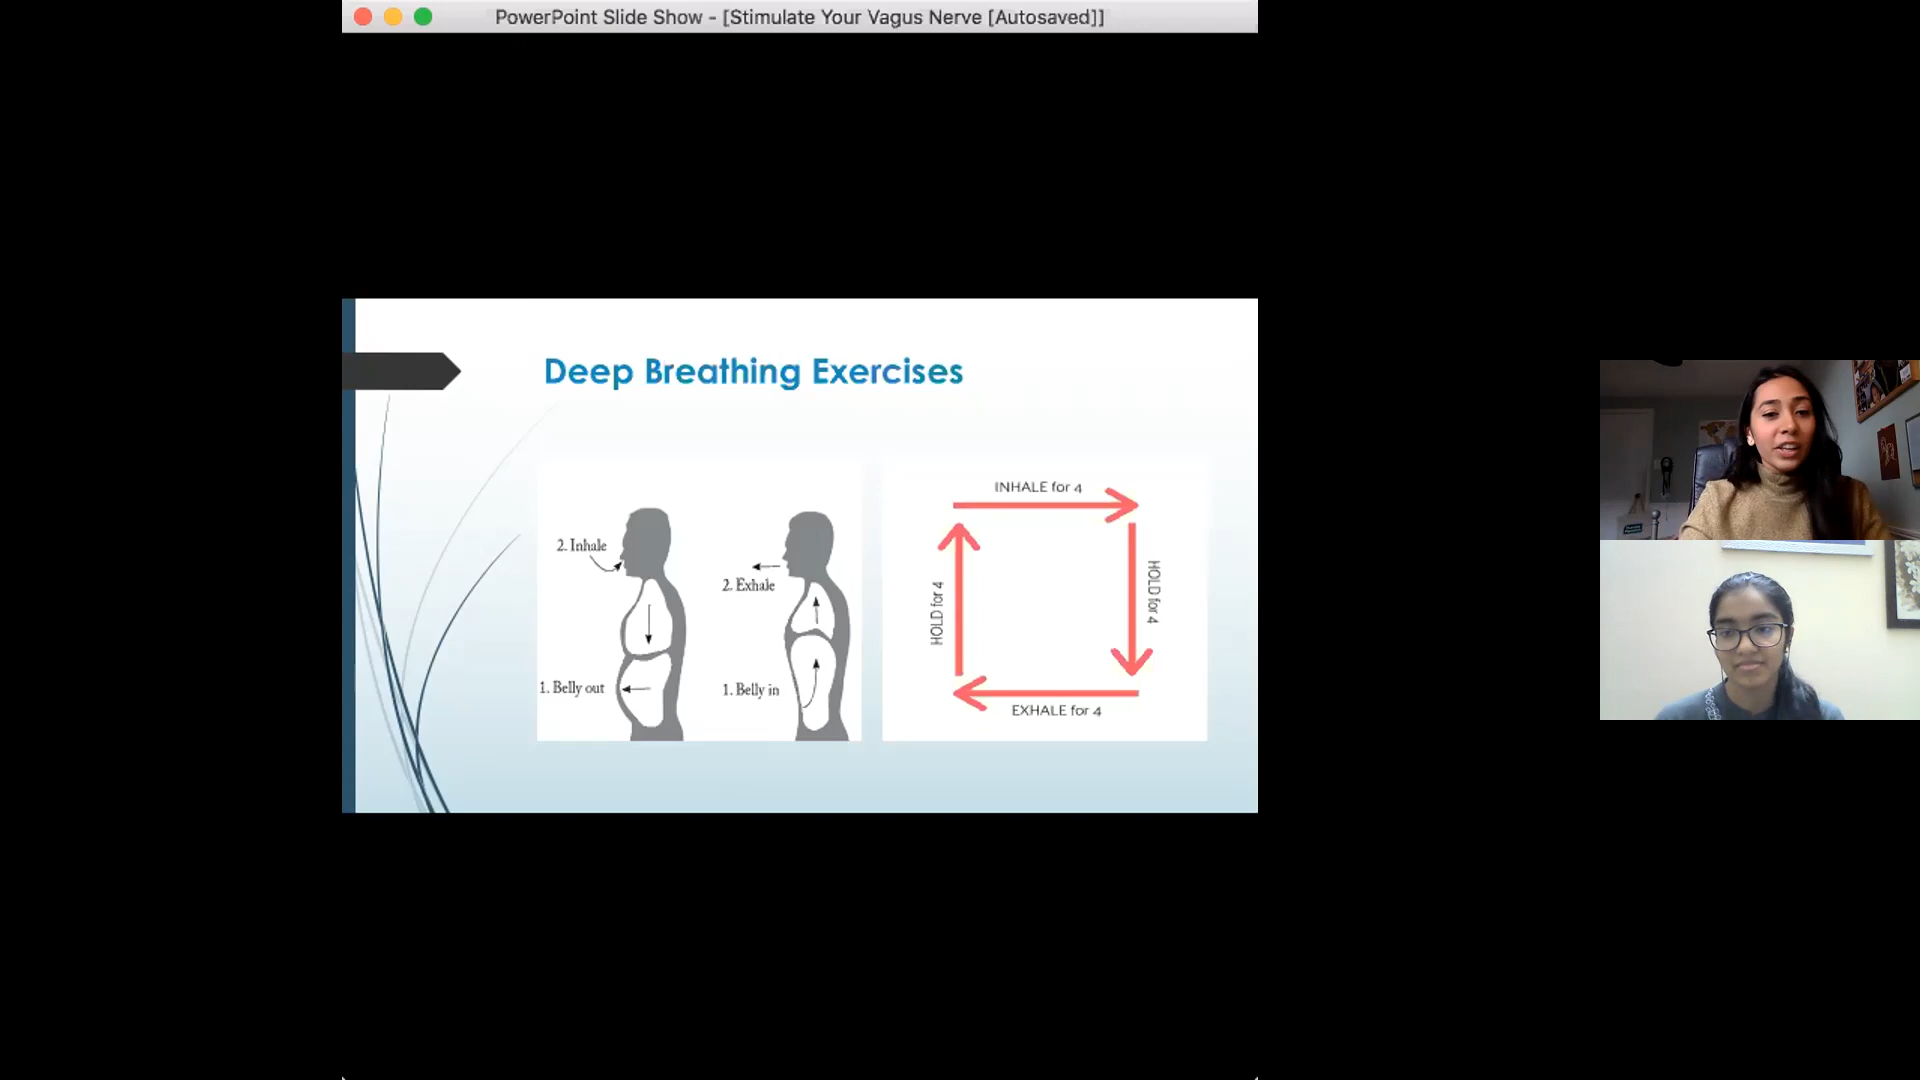 PowerPoint Slide Show - [Stimulate Your Vagus Nerve [Autosaved]]
Deep Breathing Exercises
2. Inhale
1. Belly out
2. Exhale
1. Belly in
INHALE for 4
HOLD for 4
EXHALE for 4
HOLD for 4